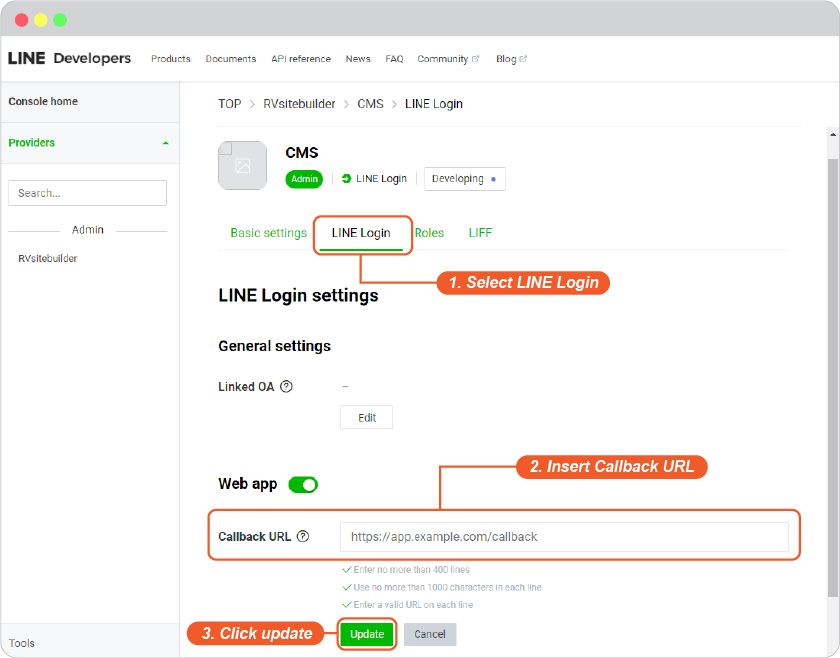 LINE Developers Products Documents API reference News FAQ Community Blog
Console home
TOP > RVsitebuilder > CMS > LINE Login
Providers
CMS
Admin LINE Login Developing
Search...
Admin
RVsitebuilder
Basic settings LINE Login Roles LIFF
1. Select LINE Login
LINE Login settings
General settings
Linked OA ? –
Edit
2. Insert Callback URL
Web app
Callback URL ? https://app.example.com/callback
Enter no more than 400 lines
Use no more than 1000 characters in each line
Enter a valid URL on each line
3. Click update Update Cancel
Tools